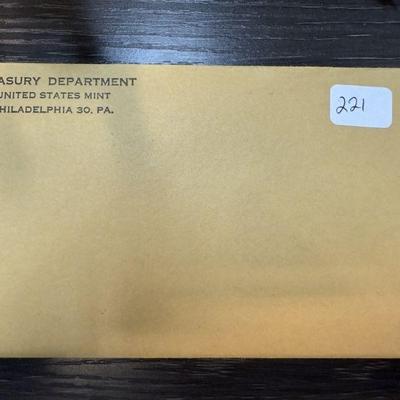 ASURY DEPARTMENT
UNITED STATES MINT
HILADELPHIA 30, PA.
221